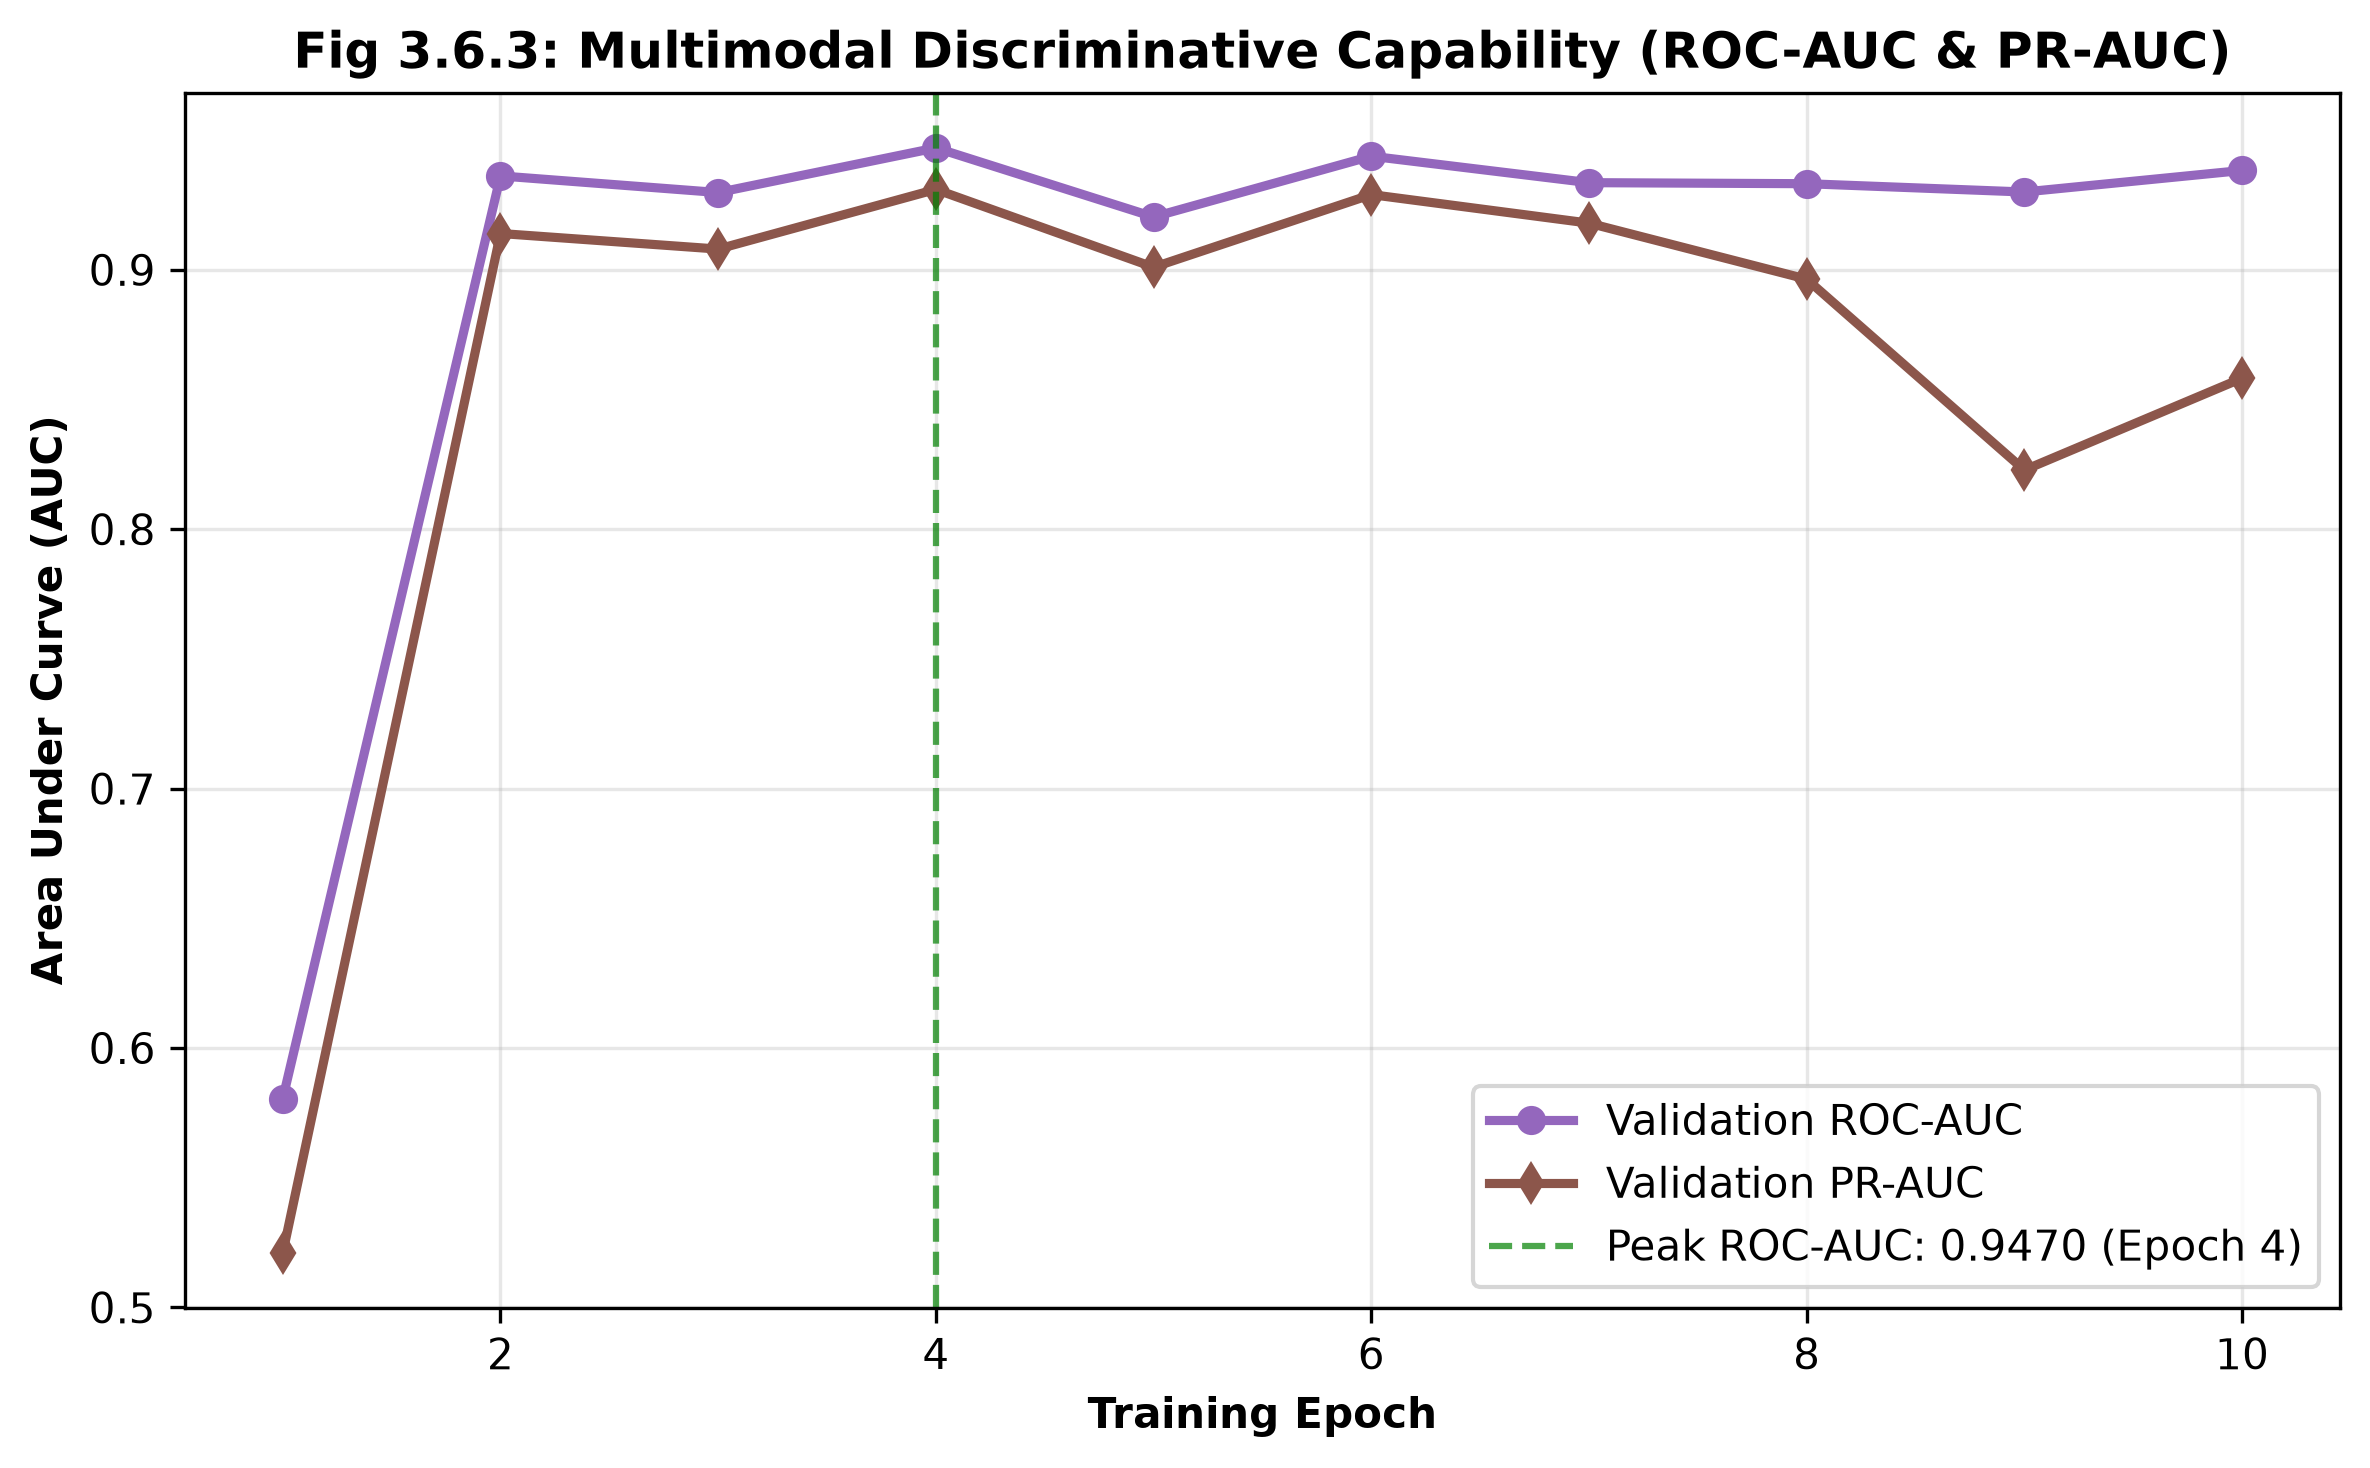 Fig 3.6.3: Multimodal Discriminative Capability (ROC-AUC & PR-AUC)
Area Under Curve (AUC)
0.9
0.8
0.7
0.6
0.5
2 4 6 8 10
Training Epoch
Validation ROC-AUC
Validation PR-AUC
Peak ROC-AUC: 0.9470 (Epoch 4)